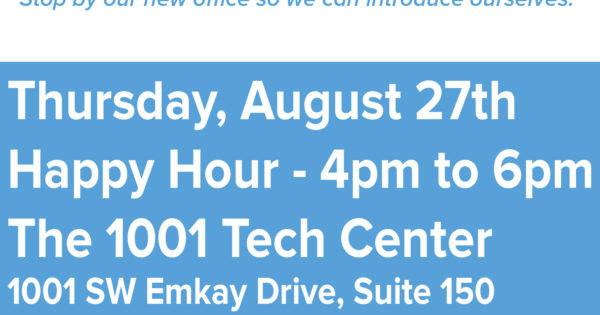 Stop by our new office so we can introduce ourselves.
Thursday, August 27th
Happy Hour - 4pm to 6pm
The 1001 Tech Center
1001 SW Emkay Drive, Suite 150